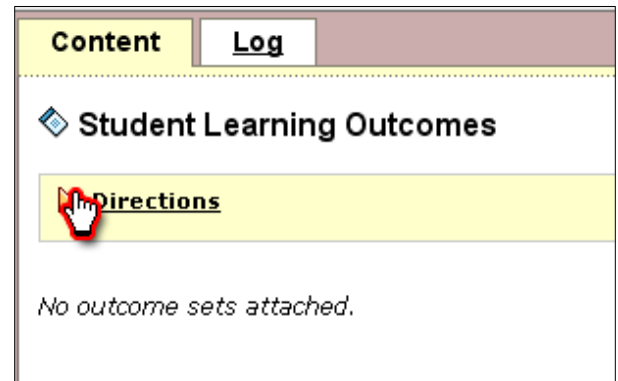 Content Log
Student Learning Outcomes
Directions
No outcome sets attached.